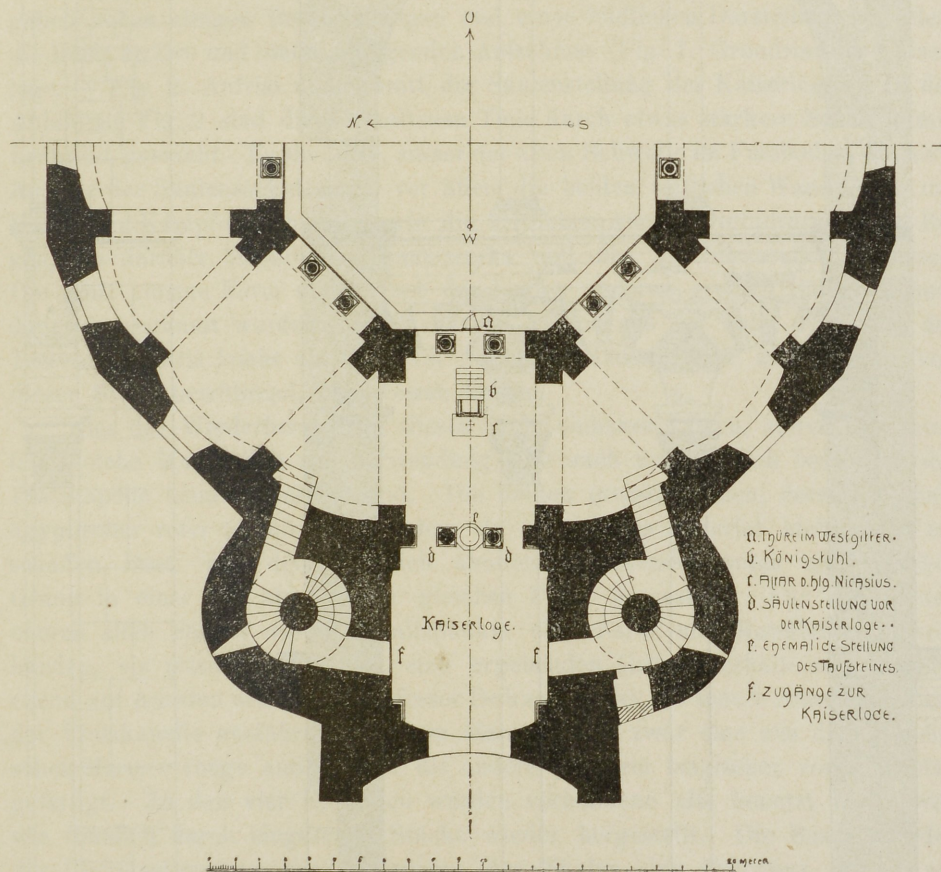 O
N. S
W
a
b
c
e
d d
Kaiserloge.
f f
a. Thüre im Westgitter.
b. Königstuhl.
c. Altar d. hlg. Nicasius.
d. Säulenstellung vor
der Kaiserloge..
e. ehemalige Stellung
des Taufsteines.
f. Zugänge zur
Kaiserloge.
20 Meter